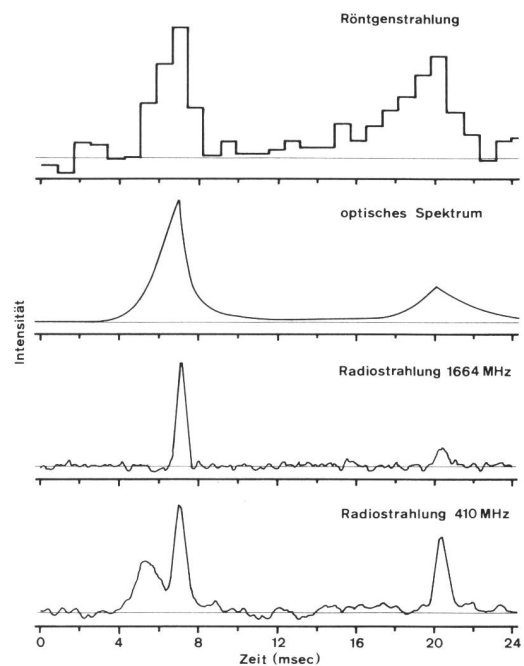 Röntgenstrahlung
optisches Spektrum
Intensität
Radiostrahlung 1664 MHz
Radiostrahlung 410 MHz
0 4 8 12 16 20 24
Zeit (msec)